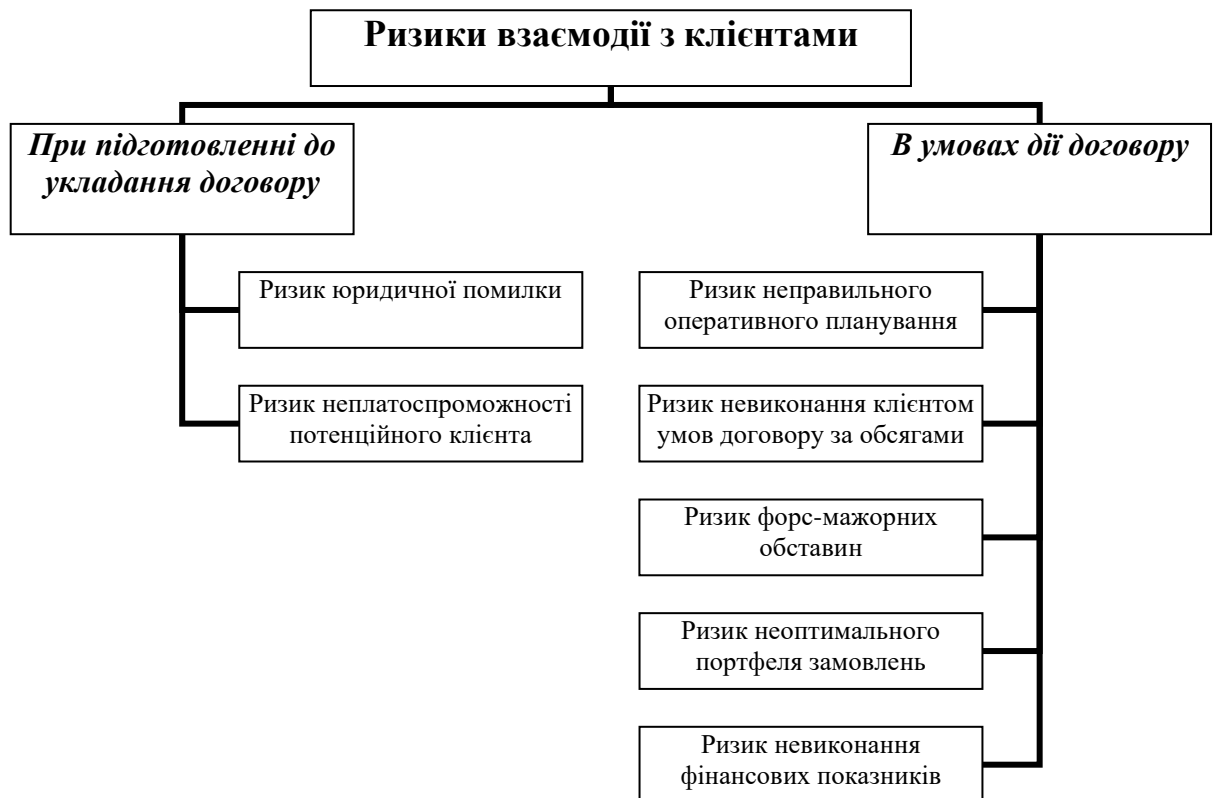 Ризики взаємодії з клієнтами
При підготовленні до
укладання договору
В умовах дії договору
Ризик юридичної помилки
Ризик неплатоспроможності
потенційного клієнта
Ризик неправильного
оперативного планування
Ризик невиконання клієнтом
умов договору за обсягами
Ризик форс-мажорних
обставин
Ризик неоптимального
портфеля замовлень
Ризик невиконання
фінансових показників